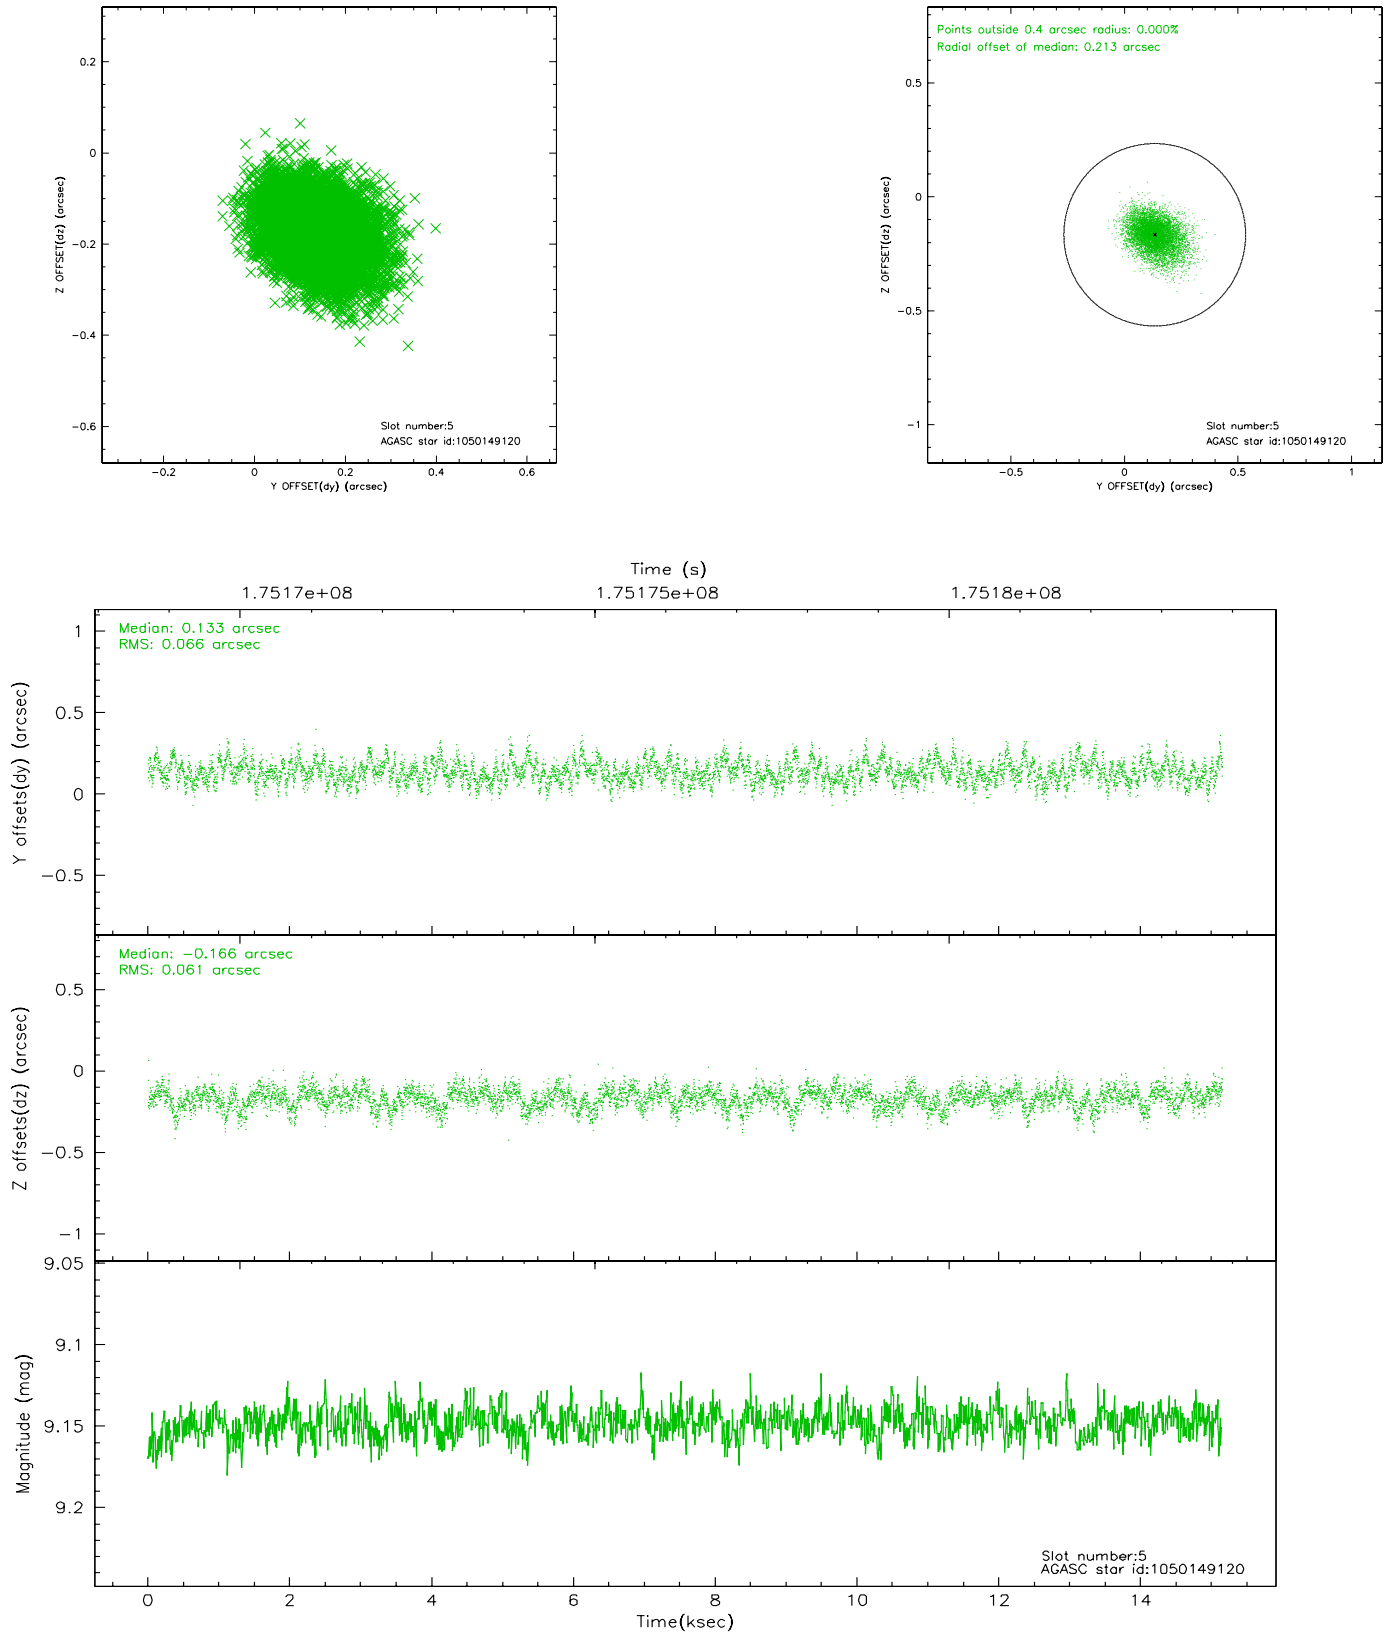 0.2
0
−0.2
−0.4
−0.6
Z OFFSET(dz) (arcsec)
Slot number:5
AGASC star id:1050149120
−0.2 0 0.2 0.4 0.6
Y OFFSET(dy) (arcsec)
Points outside 0.4 arcsec radius: 0.000%
Radial offset of median: 0.213 arcsec
0.5
0
−0.5
−1
Z OFFSET(dz) (arcsec)
Slot number:5
AGASC star id:1050149120
−0.5 0 0.5 1
Y OFFSET(dy) (arcsec)
Time (s)
1.7517e+08 1.75175e+08 1.7518e+08
Median: 0.133 arcsec
RMS: 0.066 arcsec
1
0.5
0
−0.5
Y offsets(dy) (arcsec)
Median: −0.166 arcsec
RMS: 0.061 arcsec
0.5
0
−0.5
−1
Z offsets(dz) (arcsec)
9.05
9.1
9.15
9.2
Magnitude (mag)
Slot number:5
AGASC star id:1050149120
0 2 4 6 8 10 12 14
Time(ksec)